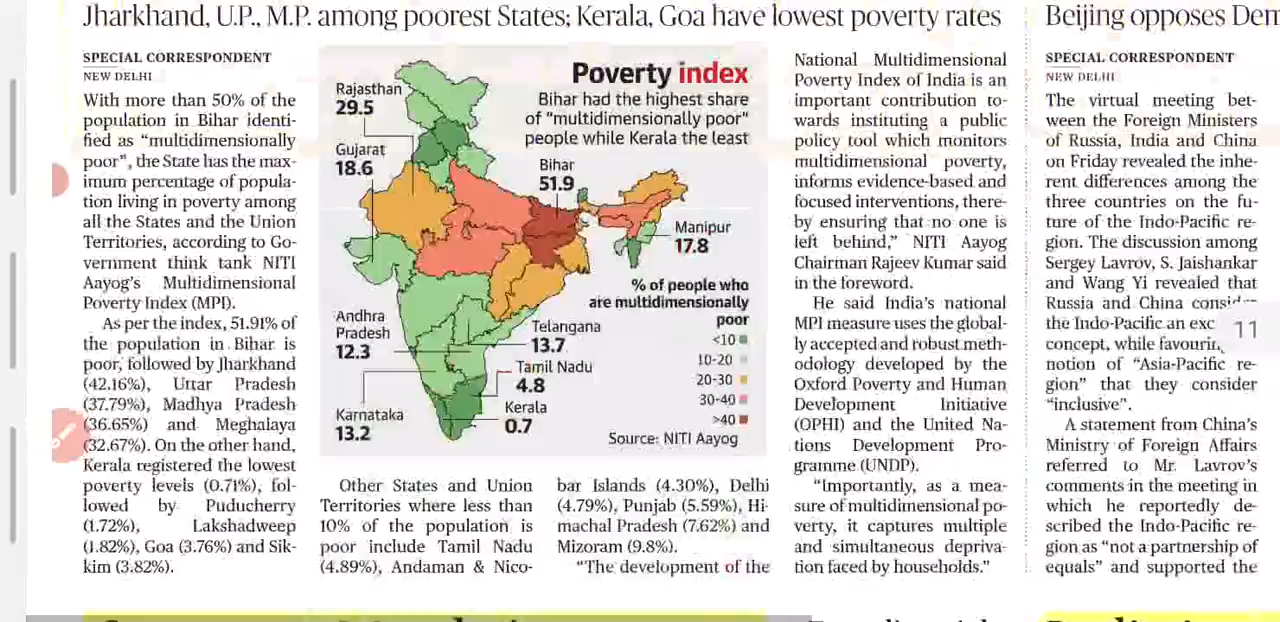 Jharkhand, U.P., M.P. among poorest States; Kerala, Goa have lowest poverty rates
SPECIAL CORRESPONDENT
NEW DELHI
With more than 50% of the
population in Bihar identi-
fied as “multidimensionally
poor”, the State has the max-
imum percentage of popula-
tion living in poverty among
all the States and the Union
Territories, according to Go-
vernment think tank NITI
Aayog’s Multidimensional
Poverty Index (MPI).
As per the index, 51.91% of
the population in Bihar is
poor, followed by Jharkhand
(42.16%), Uttar Pradesh
(37.79%), Madhya Pradesh
(36.65%) and Meghalaya
(32.67%). On the other hand,
Kerala registered the lowest
poverty levels (0.71%), fol-
lowed by Puducherry
(1.72%), Lakshadweep
(1.82%), Goa (3.76%) and Sik-
kim (3.82%).
Poverty index
Bihar had the highest share
of "multidimensionally poor"
people while Kerala the least
Rajasthan
29.5
Gujarat
18.6
Bihar
51.9
Manipur
17.8
Andhra
Pradesh
12.3
Telangana
13.7
Tamil Nadu
4.8
Kerala
0.7
Karnataka
13.2
% of people who
are multidimensionally
poor
<10
10-20
20-30
30-40
>40
Source: NITI Aayog
Other States and Union
Territories where less than
10% of the population is
poor include Tamil Nadu
(4.89%), Andaman & Nico-
bar Islands (4.30%), Delhi
(4.79%), Punjab (5.59%), Hi-
machal Pradesh (7.62%) and
Mizoram (9.8%).
“The development of the
National Multidimensional
Poverty Index of India is an
important contribution to-
wards instituting a public
policy tool which monitors
multidimensional poverty,
informs evidence-based and
focused interventions, there-
by ensuring that no one is
left behind,” NITI Aayog
Chairman Rajeev Kumar said
in the foreword.
He said India’s national
MPI measure uses the global-
ly accepted and robust meth-
odology developed by the
Oxford Poverty and Human
Development Initiative
(OPHI) and the United Na-
tions Development Pro-
gramme (UNDP).
“Importantly, as a mea-
sure of multidimensional po-
verty, it captures multiple
and simultaneous depriva-
tion faced by households.”
Beijing opposes
SPECIAL CORRESPONDENT
NEW DELHI
The virtual meeting bet-
ween the Foreign Ministers
of Russia, India and China
on Friday revealed the inhe-
rent differences among the
three countries on the fu-
ture of the Indo-Pacific re-
gion. The discussion among
Sergey Lavrov, S. Jaishankar
and Wang Yi revealed that
Russia and China
the Indo-Pacific an exc
concept, while
notion of “Asia-Pacific re-
gion” that they consider
“inclusive”.
A statement from China’s
Ministry of Foreign Affairs
referred to Mr. Lavrov’s
comments in the meeting in
which he reportedly de-
scribed the Indo-Pacific re-
gion as “not a partnership of
equals” and supported the
11